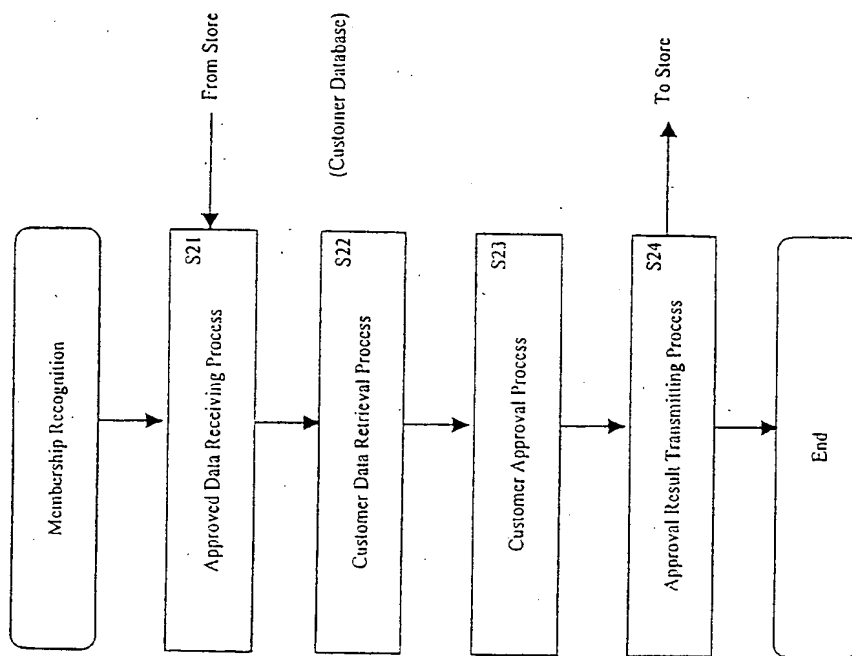 Membership Recognition
S21
Approved Data Receiving Process
From Store
S22
Customer Data Retrieval Process
(Customer Database)
S23
Customer Approval Process
S24
Approval Result Transmitting Process
To Store
End